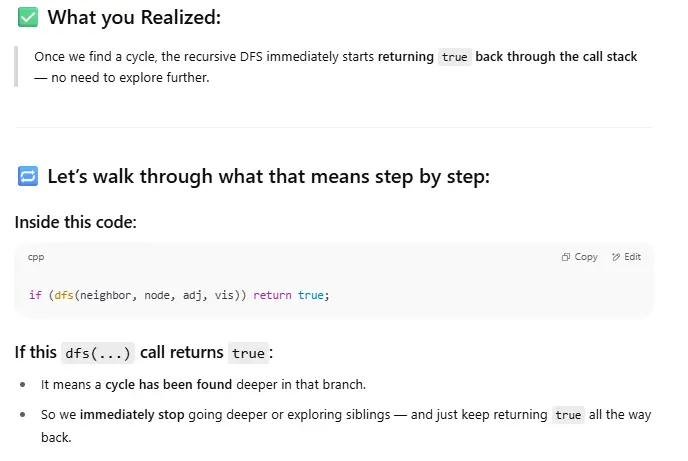 ✅ What you Realized:
Once we find a cycle, the recursive DFS immediately starts returning true back through the call stack
— no need to explore further.
🔁 Let’s walk through what that means step by step:
Inside this code:
cpp Copy Edit
if (dfs(neighbor, node, adj, vis)) return true;
If this dfs(...) call returns true:
• It means a cycle has been found deeper in that branch.
• So we immediately stop going deeper or exploring siblings — and just keep returning true all the way
back.